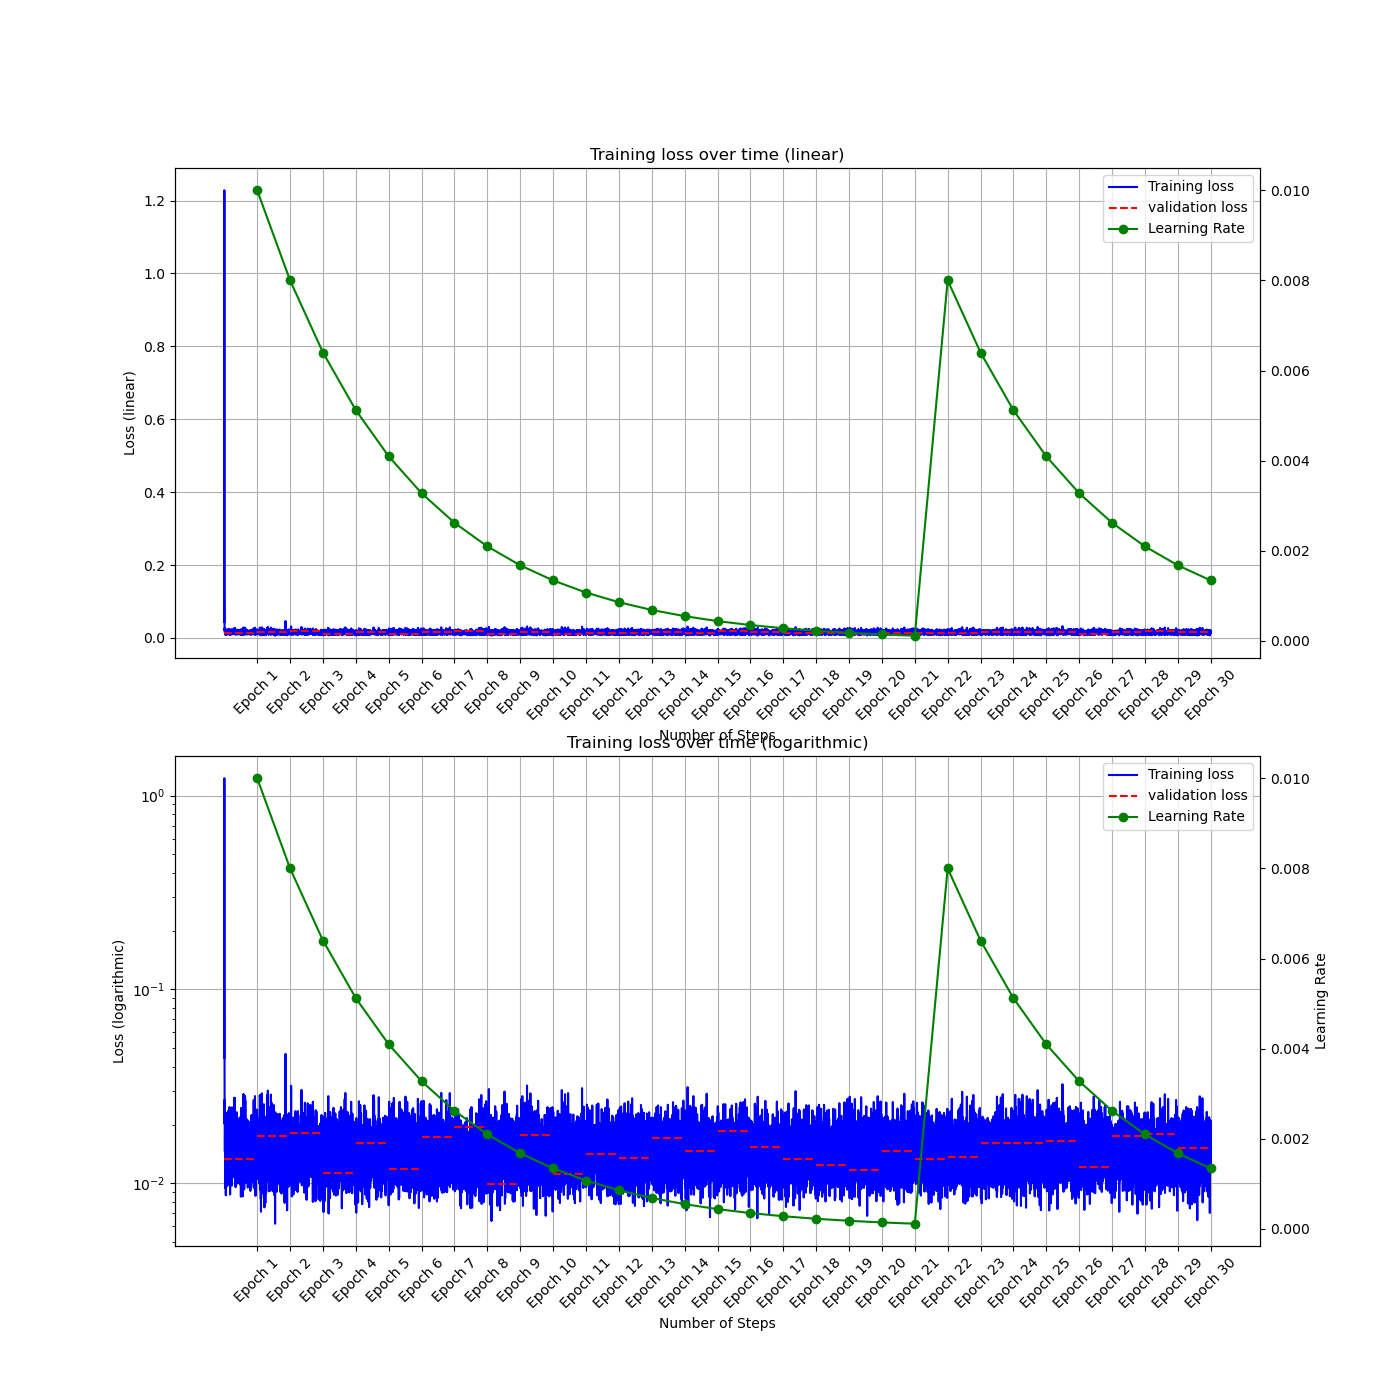 Training loss over time (linear)
Training loss
validation loss
Learning Rate
1.2
1.0
0.8
0.6
0.4
0.2
0.0
Loss (linear)
0.010
0.008
0.006
0.004
0.002
0.000
Epoch 1
Epoch 2
Epoch 3
Epoch 4
Epoch 5
Epoch 6
Epoch 7
Epoch 8
Epoch 9
Epoch 10
Epoch 11
Epoch 12
Epoch 13
Epoch 14
Epoch 15
Epoch 16
Epoch 17
Epoch 18
Epoch 19
Epoch 20
Epoch 21
Epoch 22
Epoch 23
Epoch 24
Epoch 25
Epoch 26
Epoch 27
Epoch 28
Epoch 29
Epoch 30
Number of Steps
Training loss over time (logarithmic)
Training loss
validation loss
Learning Rate
10⁰
10⁻¹
10⁻²
Loss (logarithmic)
0.010
0.008
0.006
0.004
0.002
0.000
Learning Rate
Epoch 1
Epoch 2
Epoch 3
Epoch 4
Epoch 5
Epoch 6
Epoch 7
Epoch 8
Epoch 9
Epoch 10
Epoch 11
Epoch 12
Epoch 13
Epoch 14
Epoch 15
Epoch 16
Epoch 17
Epoch 18
Epoch 19
Epoch 20
Epoch 21
Epoch 22
Epoch 23
Epoch 24
Epoch 25
Epoch 26
Epoch 27
Epoch 28
Epoch 29
Epoch 30
Number of Steps